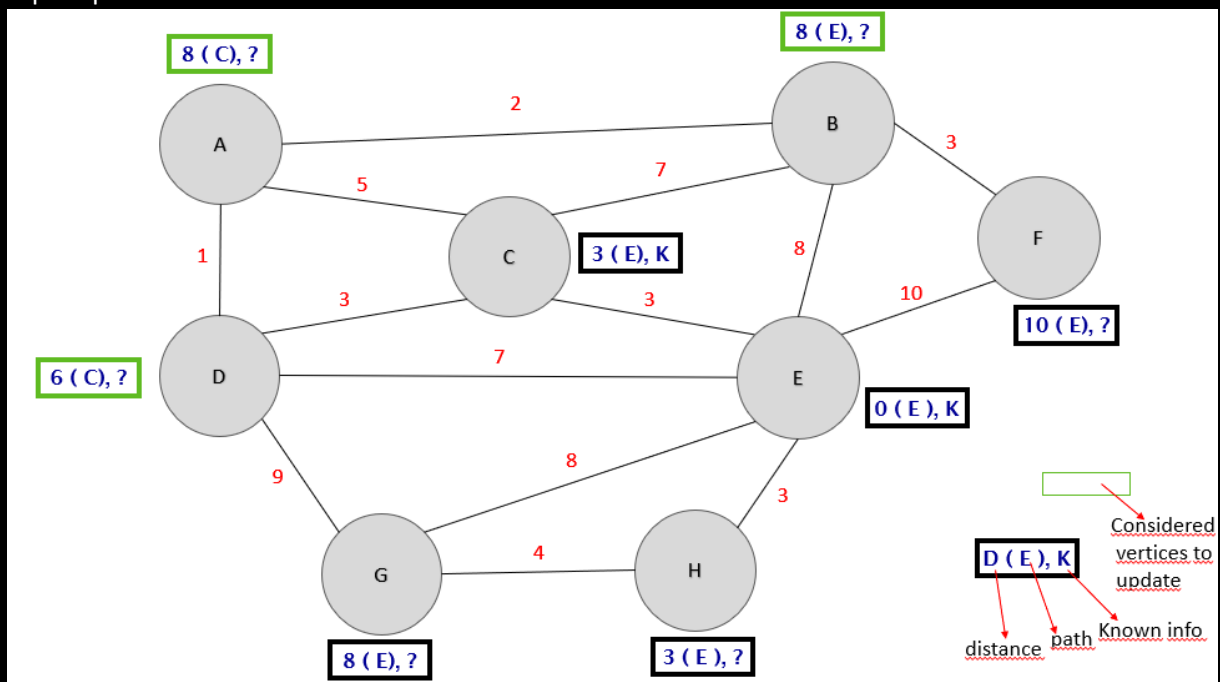 8 ( C), ?
8 ( E), ?
2
A
B
3
7
5
F
C
3 ( E), K
1
8
3
3
10
10 ( E), ?
7
6 ( C), ?
D
E
0 ( E ), K
9
8
3
Considered
vertices to
update
D ( E ), K
4
G
H
Known info
path
distance
8 ( E), ?
3 ( E ), ?